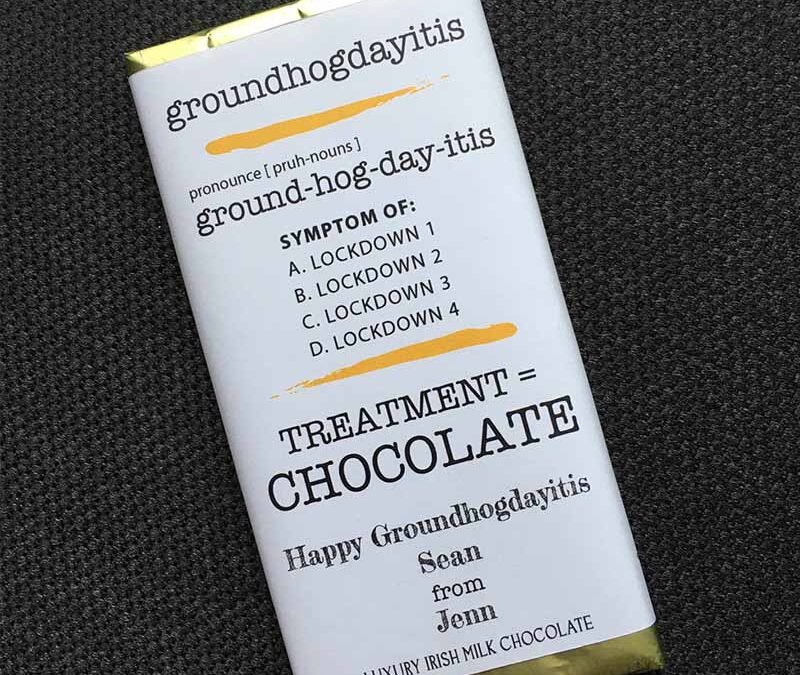 groundhogdayitis
pronounce [ pruh-nouns ]
ground-hog-day-itis
SYMPTOM OF:
A. LOCKDOWN 1
B. LOCKDOWN 2
C. LOCKDOWN 3
D. LOCKDOWN 4
TREATMENT =
CHOCOLATE
Happy Groundhogdayitis
Sean
from
Jenn
LUXURY IRISH MILK CHOCOLATE